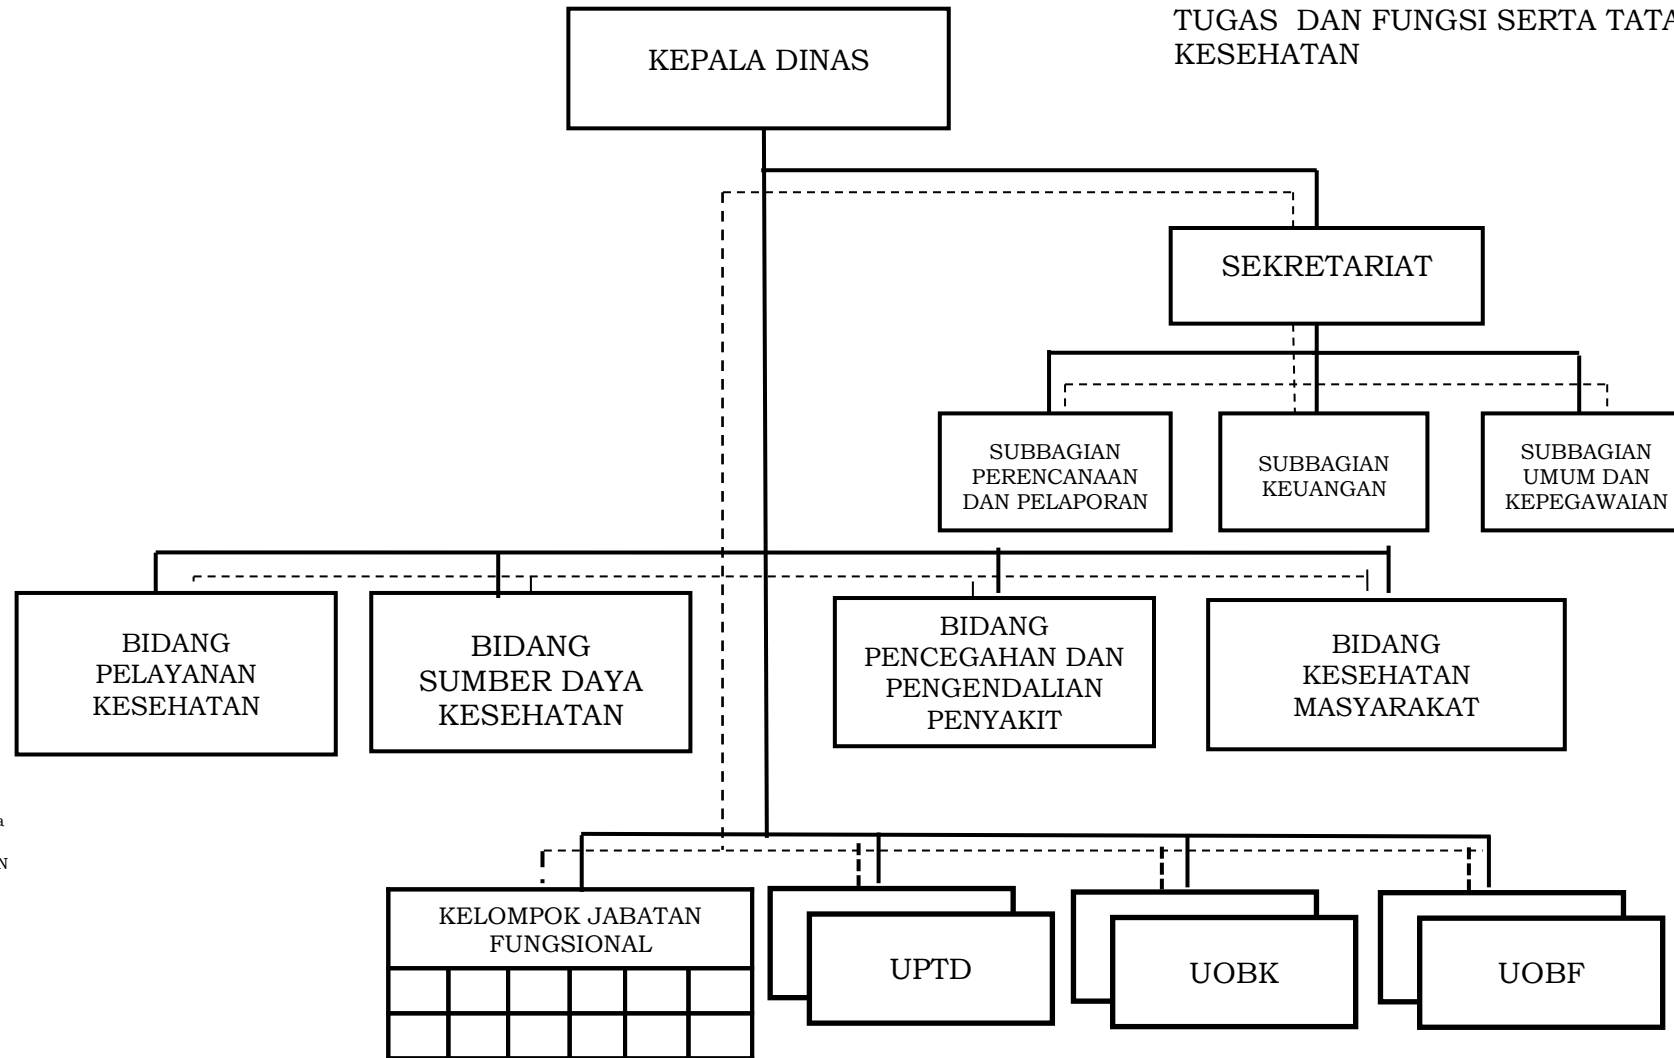 TUGAS DAN FUNGSI SERTA TATA
KESEHATAN
KEPALA DINAS
SEKRETARIAT
SUBBAGIAN
PERENCANAAN
DAN PELAPORAN
SUBBAGIAN
KEUANGAN
SUBBAGIAN
UMUM DAN
KEPEGAWAIAN
BIDANG
PELAYANAN
KESEHATAN
BIDANG
SUMBER DAYA
KESEHATAN
BIDANG
PENCEGAHAN DAN
PENGENDALIAN
PENYAKIT
BIDANG
KESEHATAN
MASYARAKAT
a
N
KELOMPOK JABATAN
FUNGSIONAL
UPTD
UOBK
UOBF